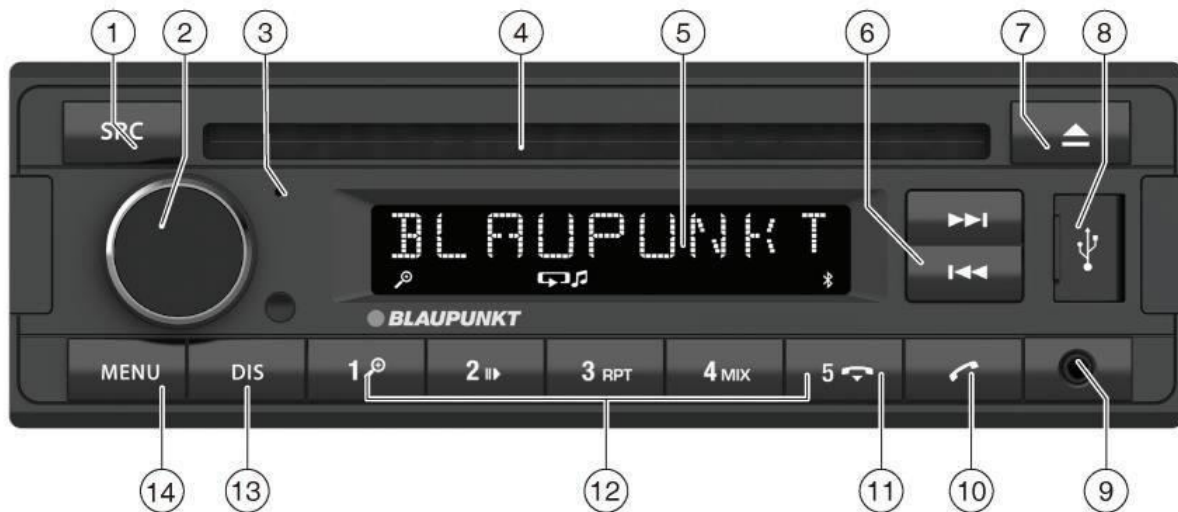 1 2 3 4 5 6 7 8
SRC
BLAUPUNKT
BLAUPUNKT
MENU DIS 1 2 3 RPT 4 MIX 5
14 13 12 11 10 9